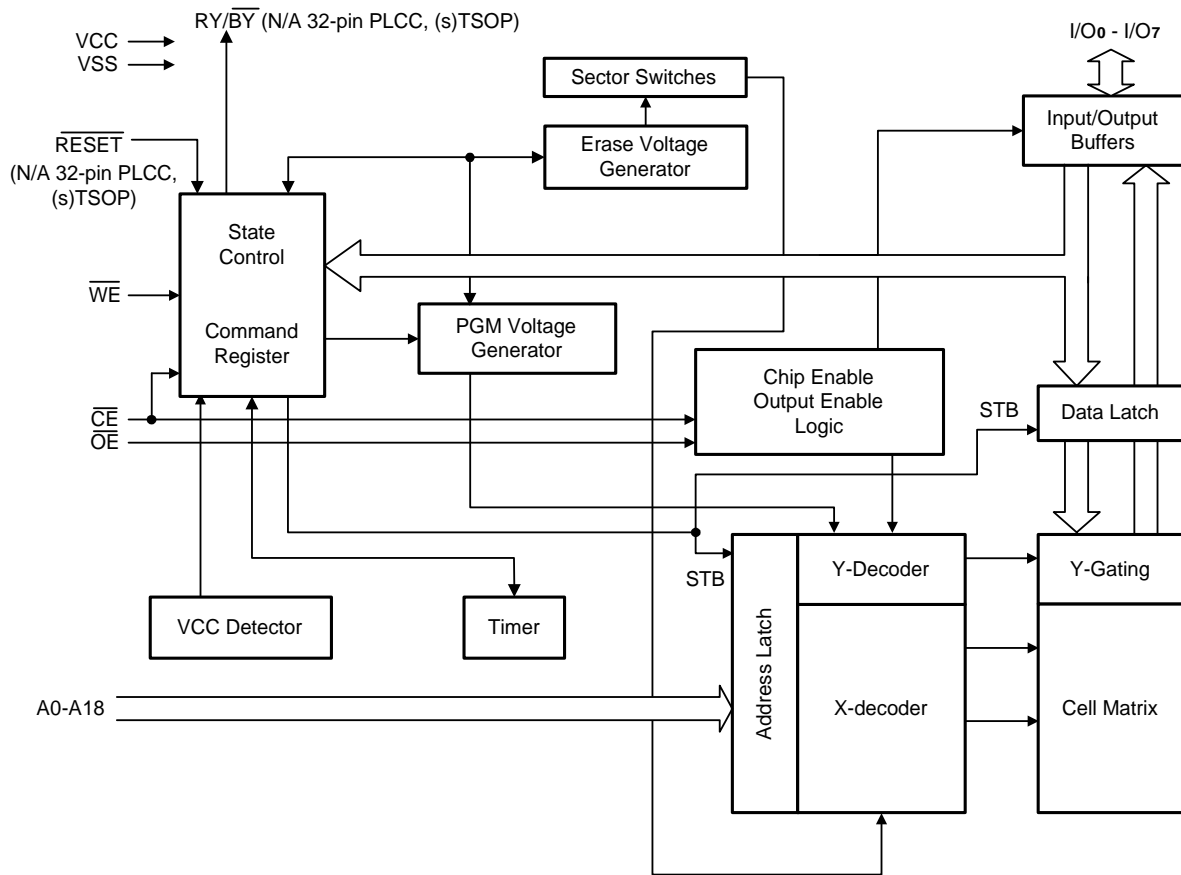 RY/BY (N/A 32-pin PLCC, (s)TSOP)
VCC
VSS
I/O0 - I/O7
Sector Switches
Input/Output
Buffers
RESET
(N/A 32-pin PLCC,
(s)TSOP)
Erase Voltage
Generator
State
Control
WE
Command
Register
PGM Voltage
Generator
Chip Enable
Output Enable
Logic
CE
OE
STB
Data Latch
STB
Y-Decoder
Y-Gating
VCC Detector
Timer
Address Latch
A0-A18
X-decoder
Cell Matrix